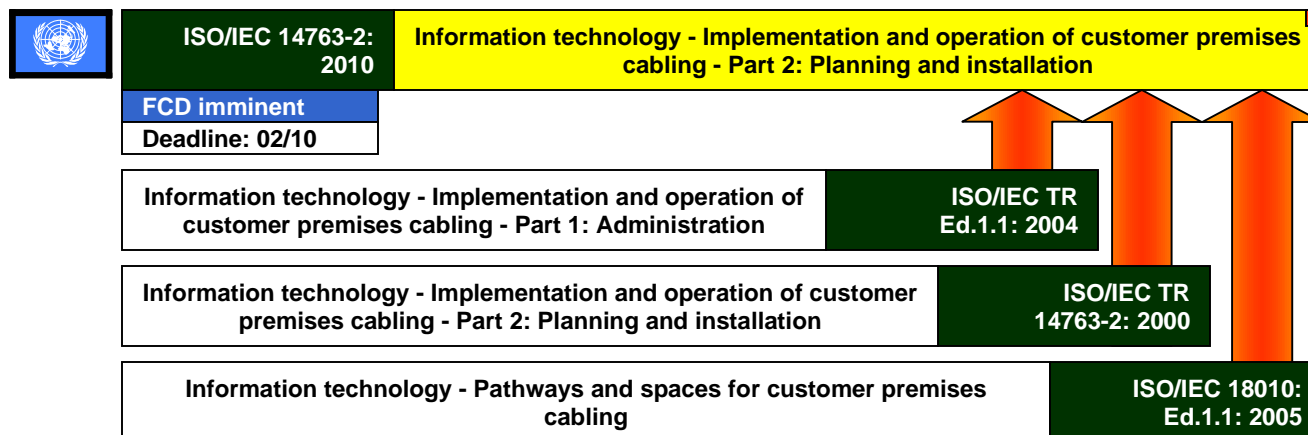 ISO/IEC 14763-2:
2010
Information technology - Implementation and operation of customer premises
cabling - Part 2: Planning and installation
FCD imminent
Deadline: 02/10
Information technology - Implementation and operation of
customer premises cabling - Part 1: Administration
ISO/IEC TR
Ed.1.1: 2004
Information technology - Implementation and operation of customer
premises cabling - Part 2: Planning and installation
ISO/IEC TR
14763-2: 2000
Information technology - Pathways and spaces for customer premises
cabling
ISO/IEC 18010:
Ed.1.1: 2005